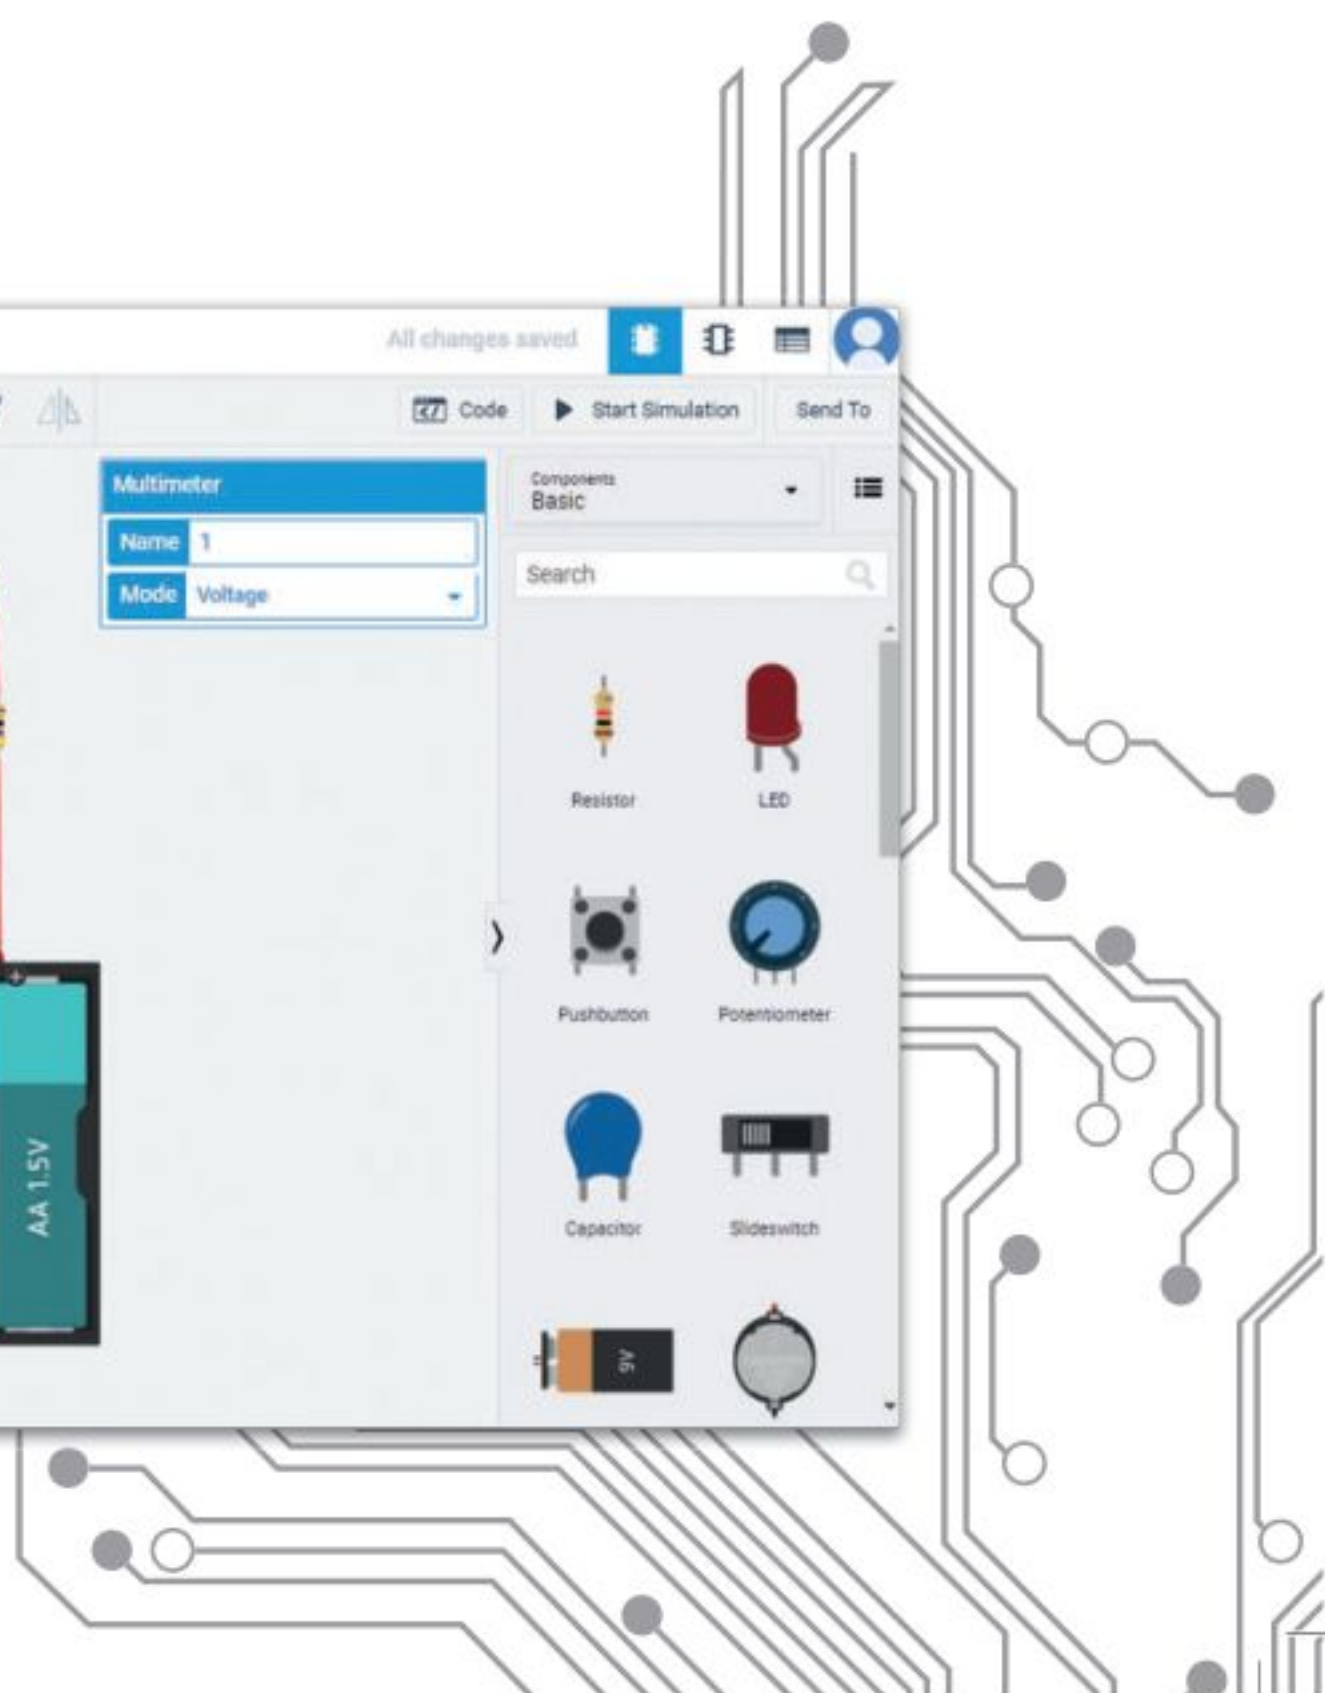 All changes saved
Code
Start Simulation
Send To
Multimeter
Name 1
Mode Voltage
Components
Basic
Search
Resistor
LED
Pushbutton
Potentiometer
Capacitor
Slideswitch
AA 1.5V
9V